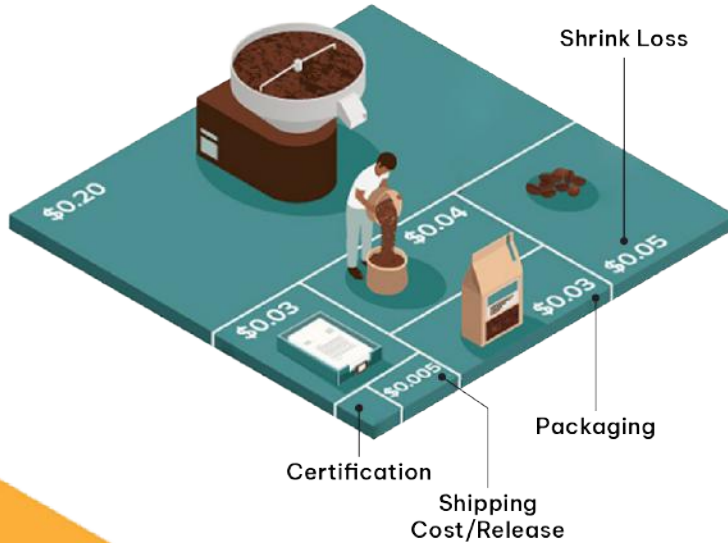 Shrink Loss
$0.20
$0.04
$0.05
$0.03
$0.03
$0.005
Packaging
Certification
Shipping
Cost/Release